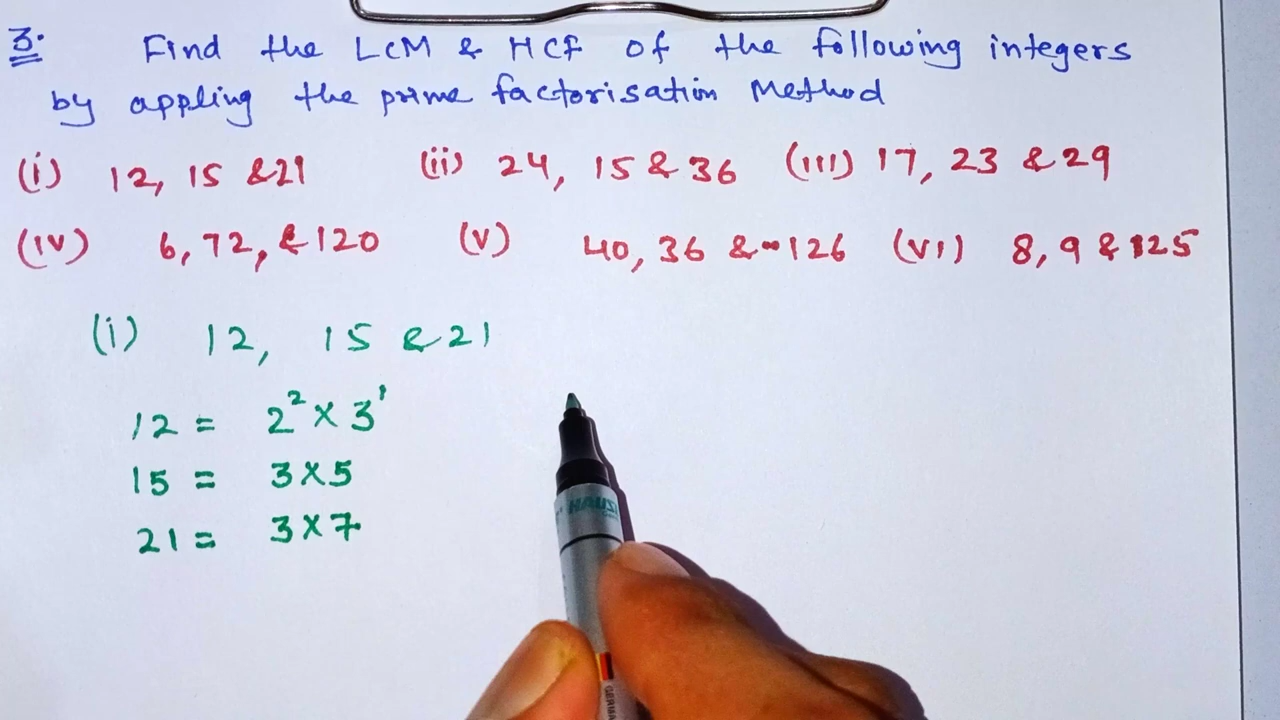 3. Find the LCM & HCF of the following integers
by appling the prime factorisation Method
(i) 12, 15 & 21 (ii) 24, 15 & 36 (III) 17, 23 & 29
(IV) 6, 72, & 120 (V) 40, 36 & 126 (VI) 8, 9 & 125
(i) 12, 15 & 21
12 = 2² × 3¹
15 = 3×5
21 = 3×7
HAUSER